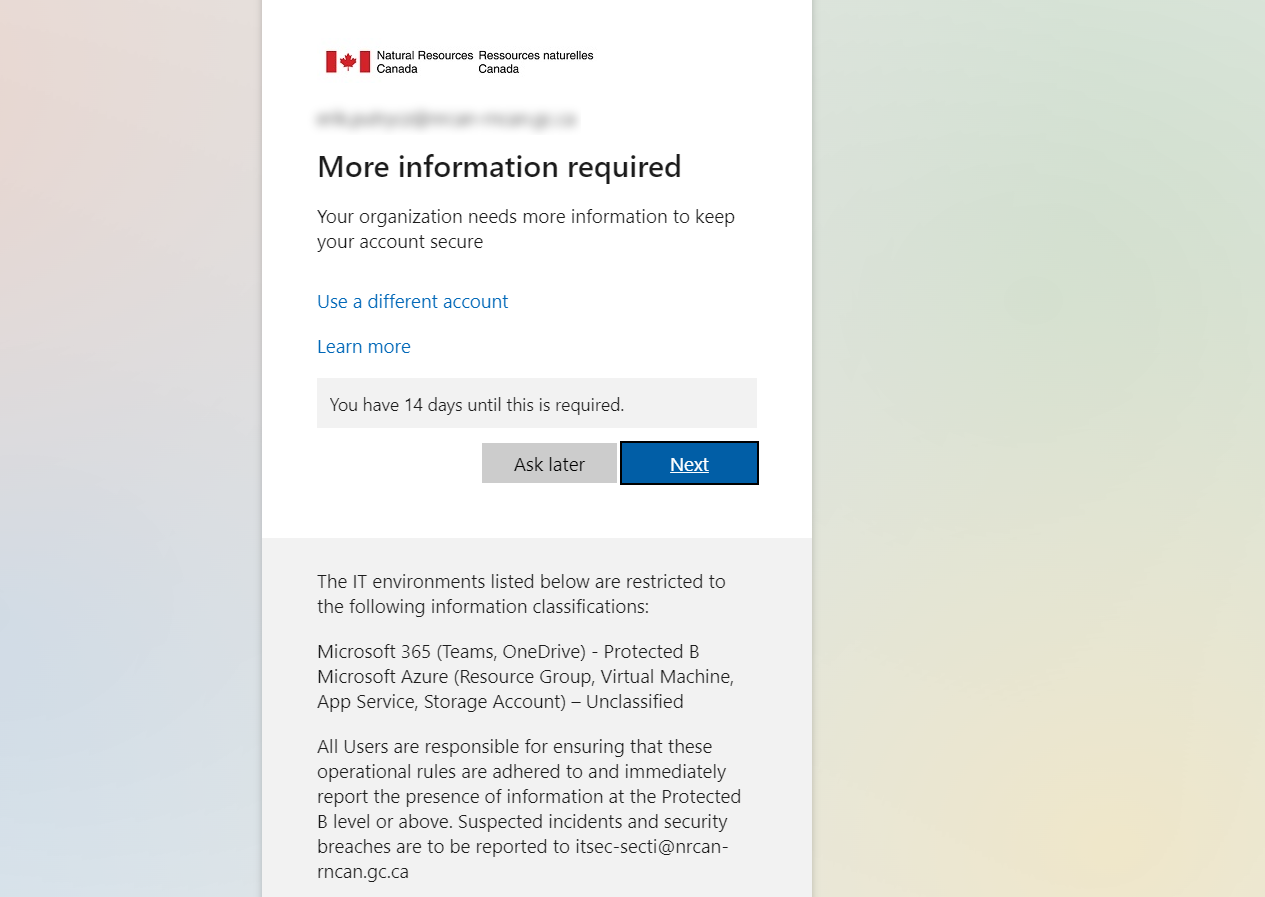 Natural Resources Ressources naturelles
Canada Canada
More information required
Your organization needs more information to keep
your account secure
Use a different account
Learn more
You have 14 days until this is required.
Ask later Next
The IT environments listed below are restricted to
the following information classifications:
Microsoft 365 (Teams, OneDrive) - Protected B
Microsoft Azure (Resource Group, Virtual Machine,
App Service, Storage Account) – Unclassified
All Users are responsible for ensuring that these
operational rules are adhered to and immediately
report the presence of information at the Protected
B level or above. Suspected incidents and security
breaches are to be reported to itsec-secti@nrcan-
rncan.gc.ca